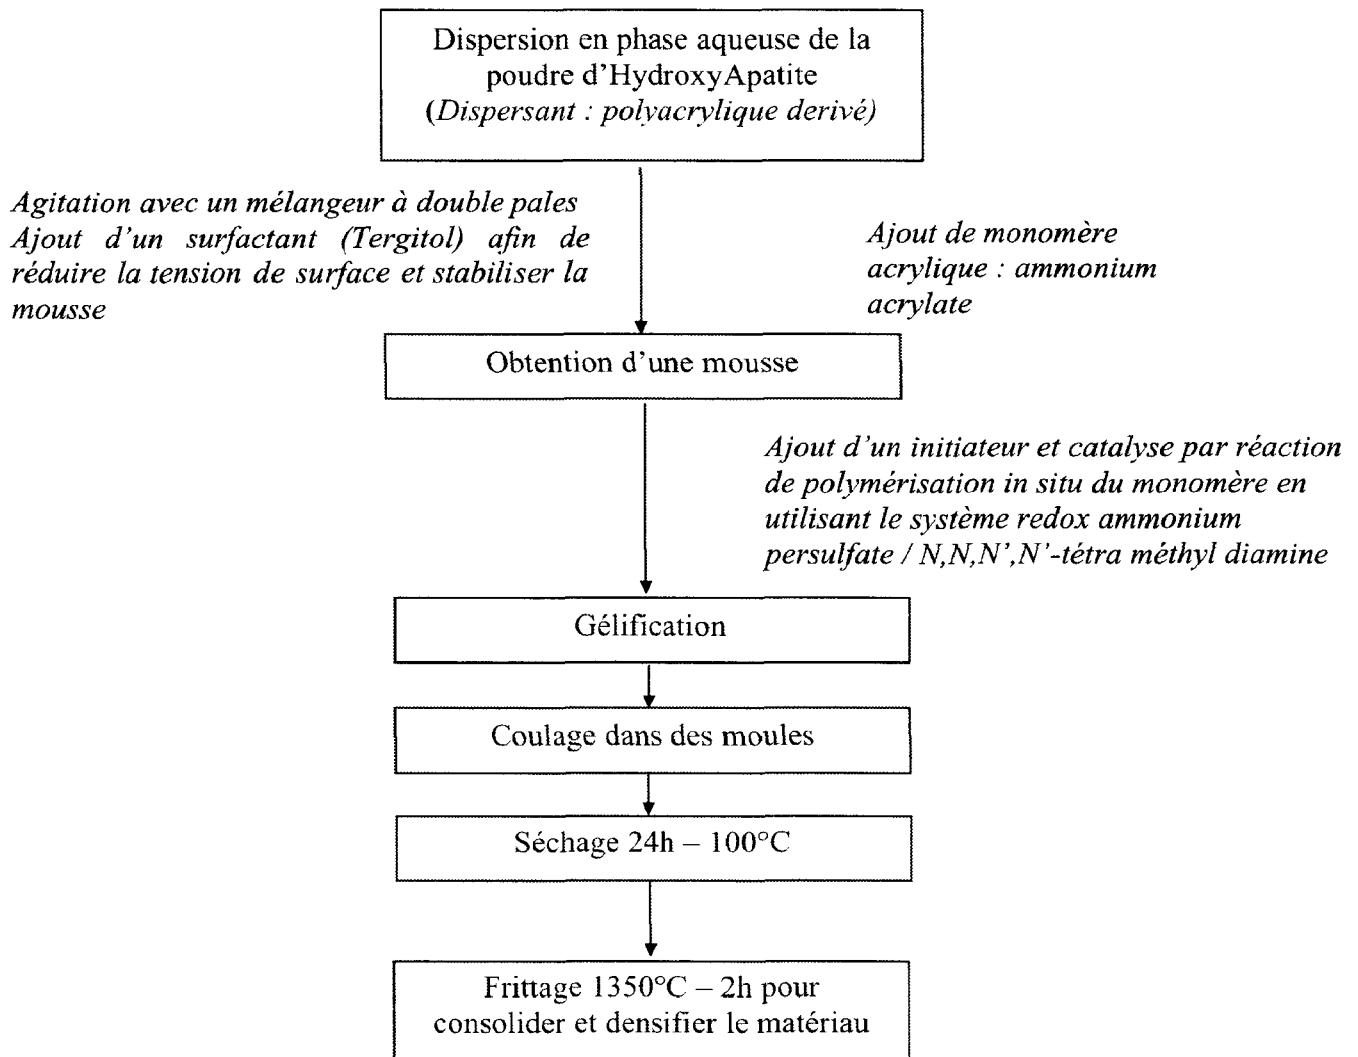 Dispersion en phase aqueuse de la
poudre d'HydroxyApatite
(Dispersant : polyacrylique derivé)
Agitation avec un mélangeur à double pales
Ajout d'un surfactant (Tergitol) afin de
réduire la tension de surface et stabiliser la
mousse
Ajout de monomère
acrylique : ammonium
acrylate
Obtention d'une mousse
Ajout d'un initiateur et catalyse par réaction
de polymérisation in situ du monomère en
utilisant le système redox ammonium
persulfate / N,N,N',N'-tétra méthyl diamine
Gélification
Coulage dans des moules
Séchage 24h – 100°C
Frittage 1350°C – 2h pour
consolider et densifier le matériau